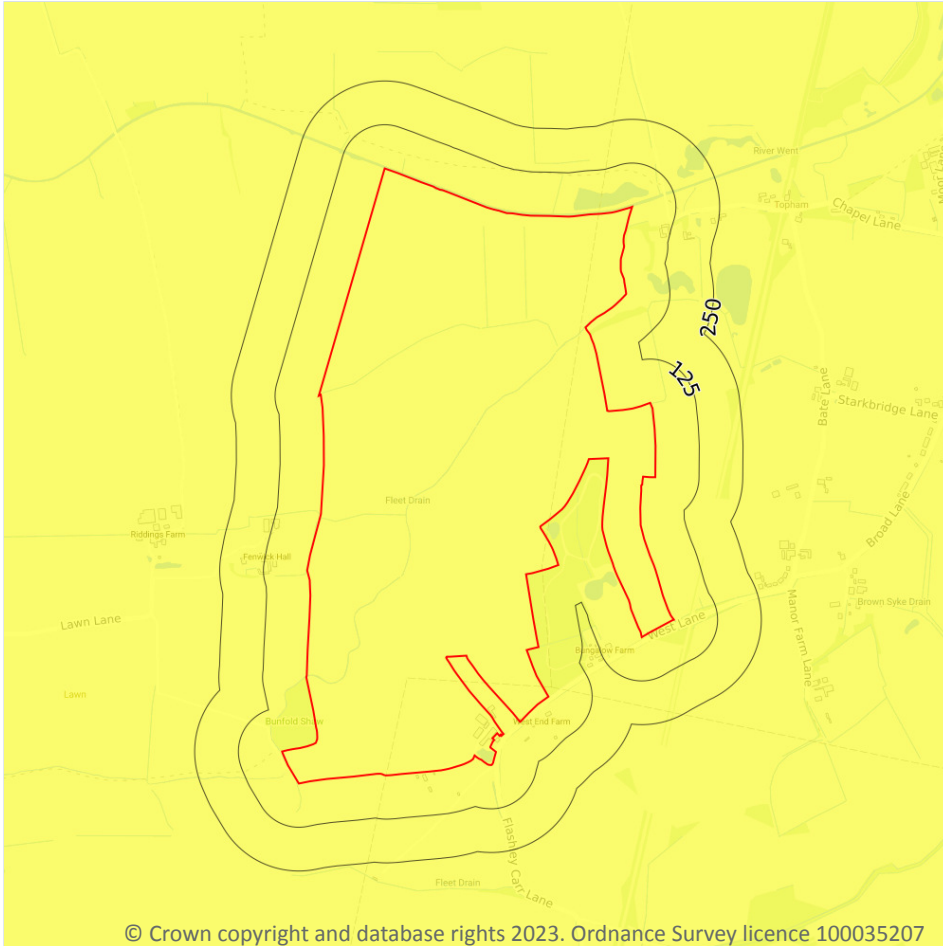 River Went
Topham
Chapel Lane
250
125
Bate Lane
Starkbridge Lane
Fleet Drain
Broad Lane
Riddings Farm
Fenwick Hall
Brown Syke Drain
Lawn Lane
West Lane
Manor Farm Lane
Bungalow Farm
Lawn
Bunfold Shaw
West End Farm
Flashley Carr Lane
Fleet Drain
© Crown copyright and database rights 2023. Ordnance Survey licence 100035207